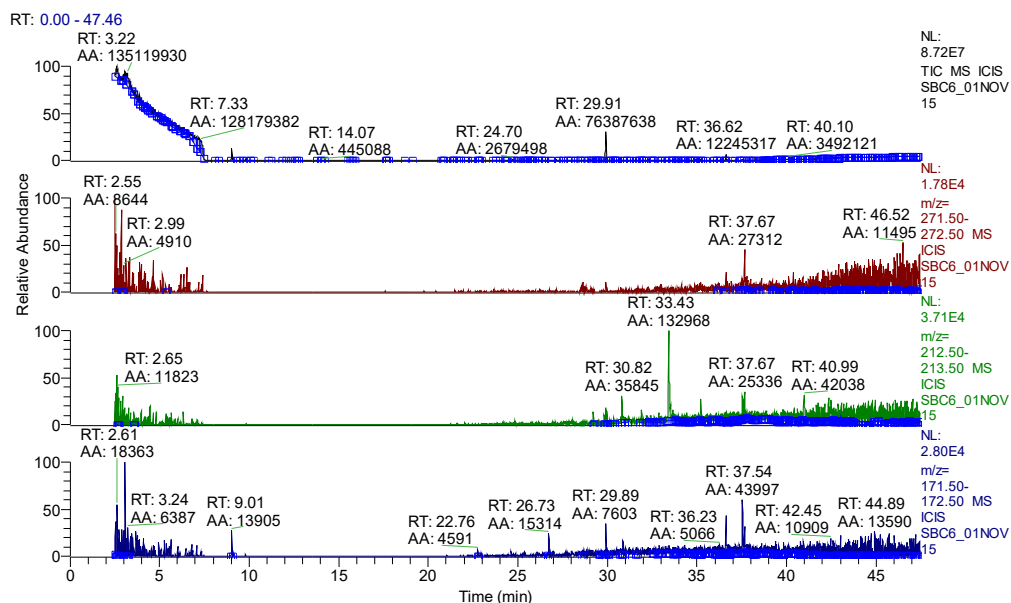 RT: 0.00 - 47.46
RT: 3.22
AA: 135119930
RT: 7.33
AA: 128179382
RT: 14.07
AA: 445088
RT: 24.70
AA: 2679498
RT: 29.91
AA: 76387638
RT: 36.62
AA: 12245317
RT: 40.10
AA: 3492121
100
50
0
NL:
8.72E7
TIC MS ICIS
SBC6_01NOV
15
RT: 2.55
AA: 8644
RT: 2.99
AA: 4910
RT: 37.67
AA: 27312
RT: 46.52
AA: 11495
100
50
0
NL:
1.78E4
m/z=
271.50-
272.50 MS
ICIS
SBC6_01NOV
15
RT: 2.65
AA: 11823
RT: 30.82
AA: 35845
RT: 33.43
AA: 132968
RT: 37.67
AA: 25336
RT: 40.99
AA: 42038
100
50
0
NL:
3.71E4
m/z=
212.50-
213.50 MS
ICIS
SBC6_01NOV
15
RT: 2.61
AA: 18363
RT: 3.24
AA: 6387
RT: 9.01
AA: 13905
RT: 22.76
AA: 4591
RT: 26.73
AA: 15314
RT: 29.89
AA: 7603
RT: 36.23
AA: 5066
RT: 37.54
AA: 43997
RT: 42.45
AA: 10909
RT: 44.89
AA: 13590
100
50
0
NL:
2.80E4
m/z=
171.50-
172.50 MS
ICIS
SBC6_01NOV
15
Relative Abundance
0 5 10 15 20 25 30 35 40 45
Time (min)